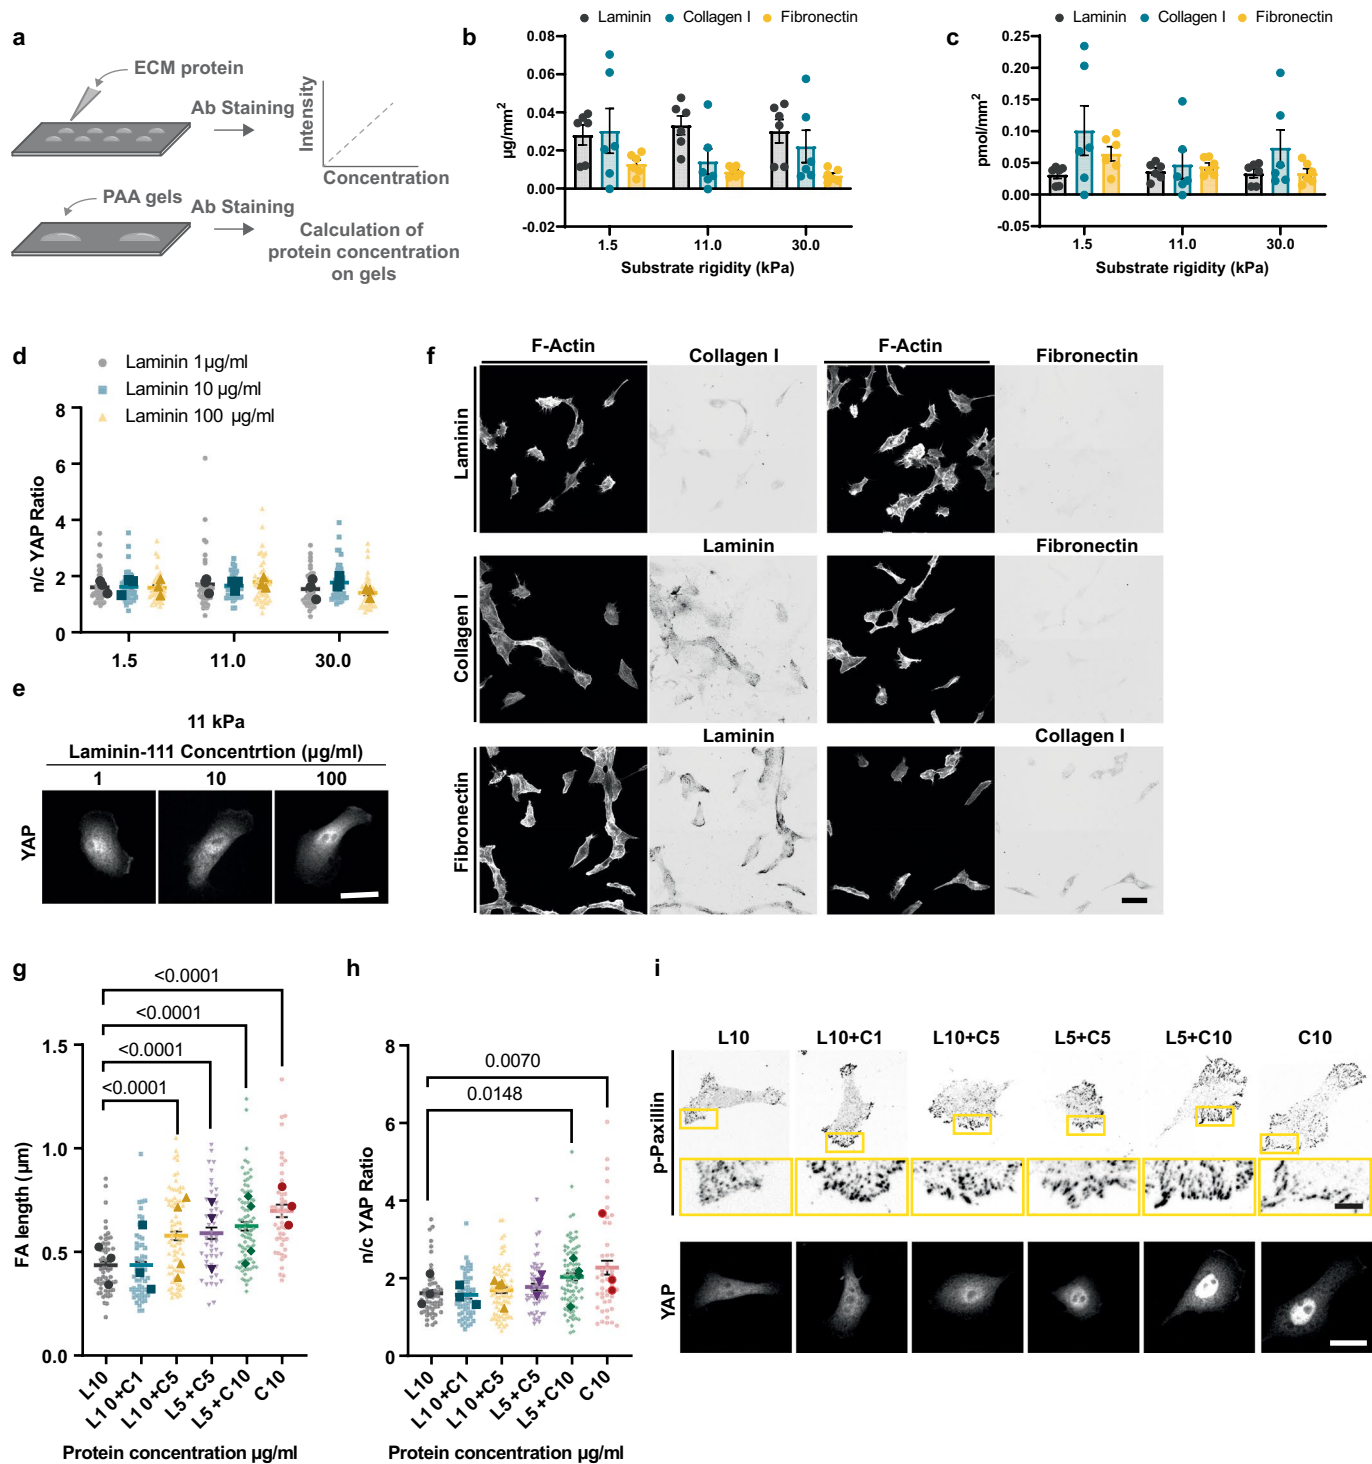 a
ECM protein
Ab Staining
Intensity
Concentration
PAA gels
Ab Staining
Calculation of
protein concentration
on gels
b
Laminin Collagen I Fibronectin
µg/mm²
0.08
0.06
0.04
0.02
0.00
-0.02
1.5 11.0 30.0
Substrate rigidity (kPa)
c
Laminin Collagen I Fibronectin
pmol/mm²
0.25
0.20
0.15
0.10
0.05
0.00
-0.05
1.5 11.0 30.0
Substrate rigidity (kPa)
d
Laminin 1µg/ml
Laminin 10 µg/ml
Laminin 100 µg/ml
n/c YAP Ratio
8
6
4
2
0
1.5 11.0 30.0
e
11 kPa
Laminin-111 Concentrtion (µg/ml)
1 10 100
YAP
f
F-Actin Collagen I F-Actin Fibronectin
Laminin
Laminin Fibronectin
Collagen I
Laminin Collagen I
Fibronectin
g
<0.0001
<0.0001
<0.0001
<0.0001
FA length (µm)
1.5
1.0
0.5
0.0
L10 L10+C1 L10+C5 L5+C5 L5+C10 C10
Protein concentration µg/ml
h
0.0070
0.0148
n/c YAP Ratio
8
6
4
2
0
L10 L10+C1 L10+C5 L5+C5 L5+C10 C10
Protein concentration µg/ml
i
L10 L10+C1 L10+C5 L5+C5 L5+C10 C10
p-Paxillin
YAP